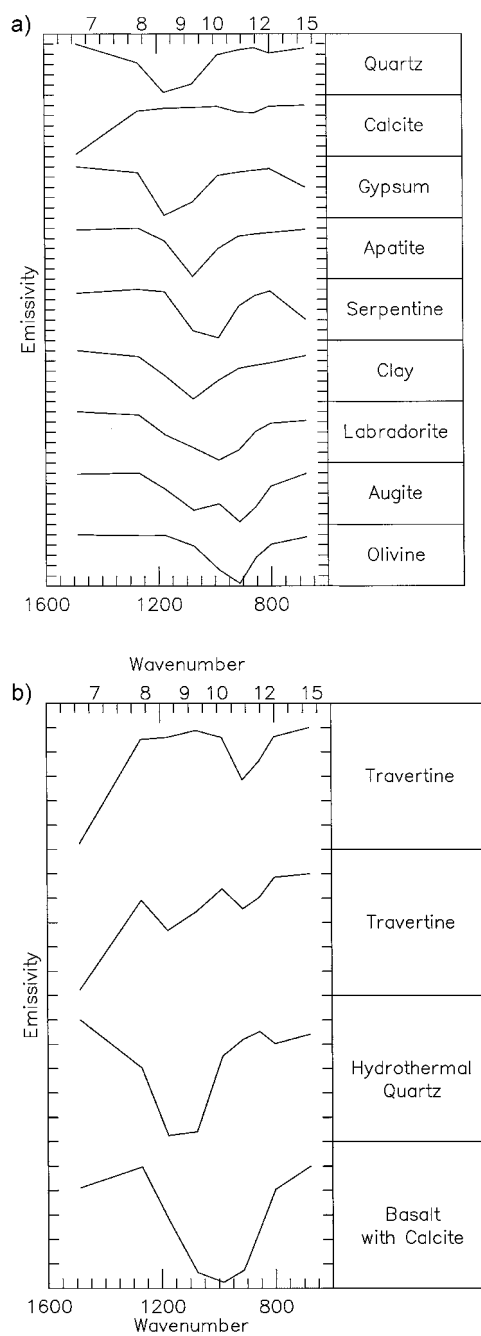 a)
7 8 9 10 12 15
Quartz
Calcite
Gypsum
Apatite
Serpentine
Clay
Labradorite
Augite
Olivine
Emissivity
1600 1200 800
Wavenumber
b)
7 8 9 10 12 15
Travertine
Travertine
Hydrothermal
Quartz
Basalt
with Calcite
Emissivity
1600 1200 800
Wavenumber